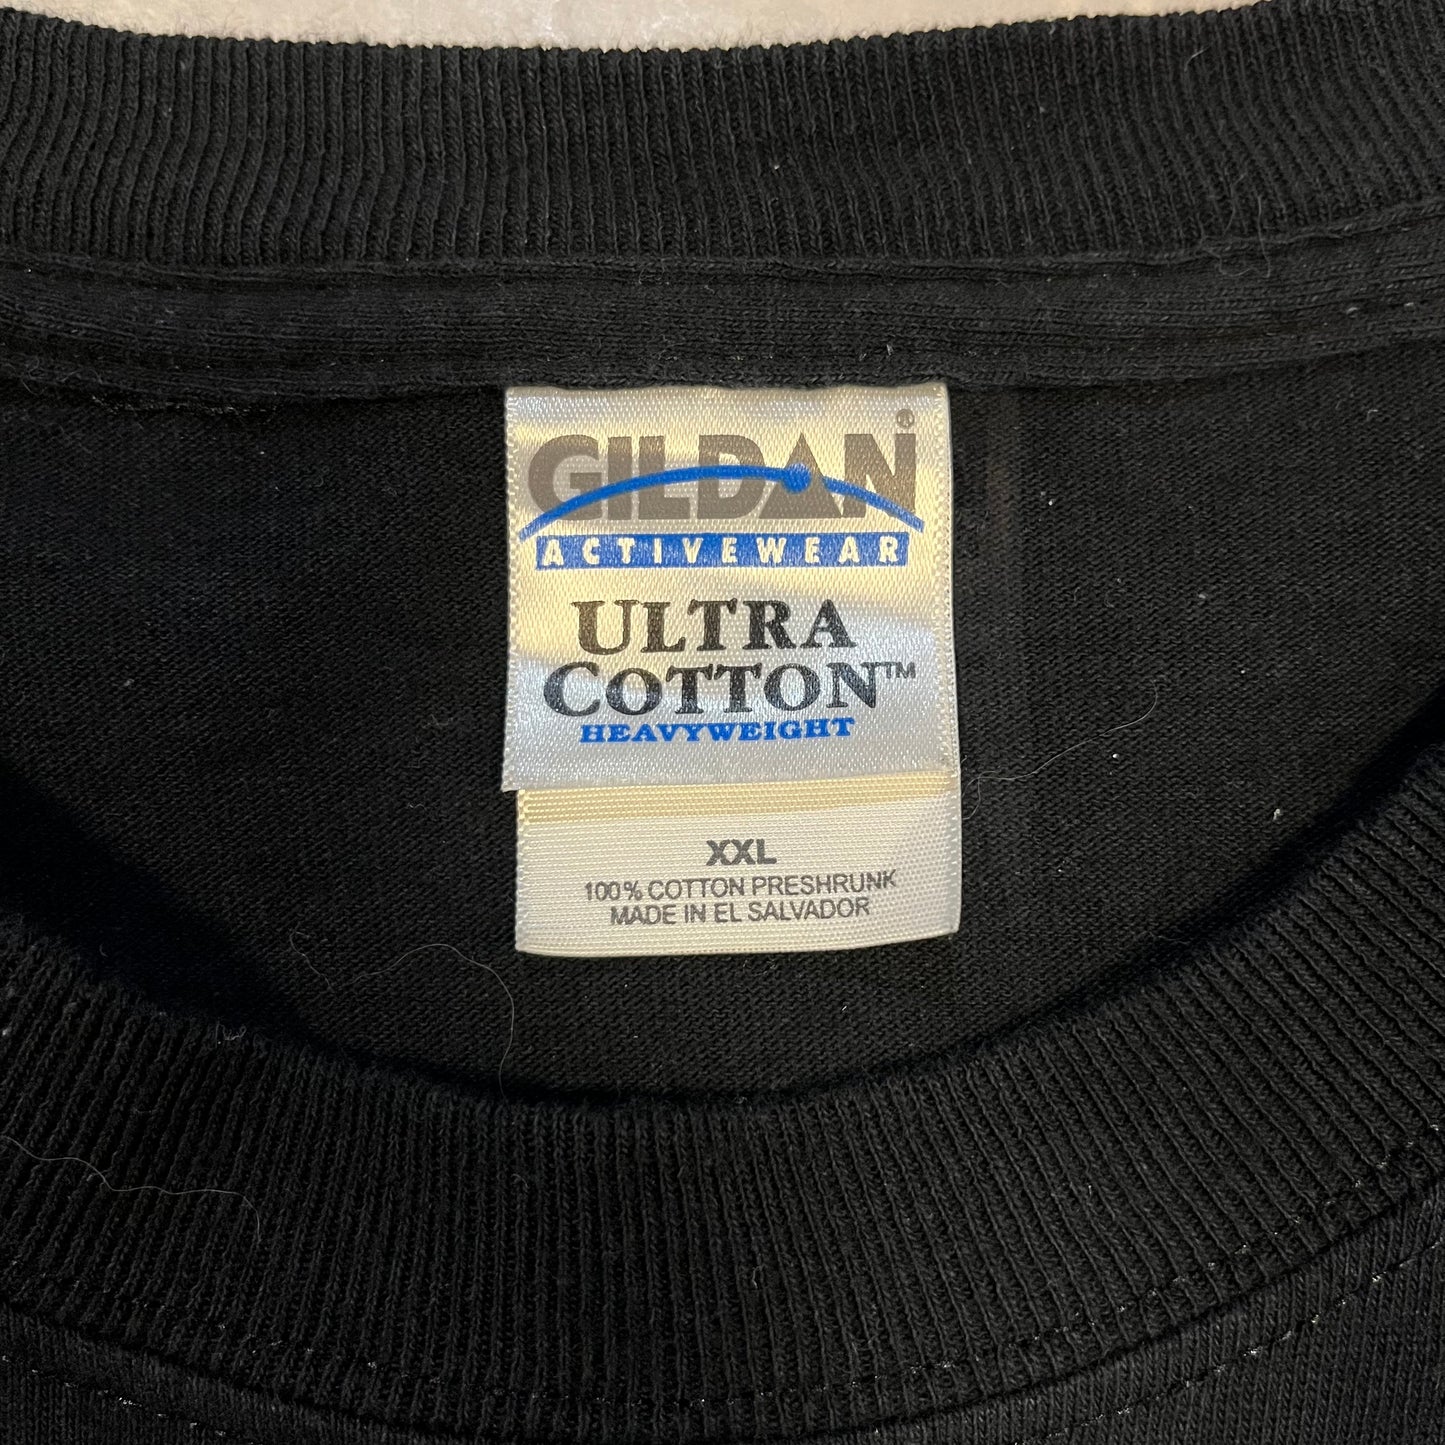 GILDAN®
ACTIVEWEAR
ULTRA
COTTON™
HEAVYWEIGHT
XXL
100% COTTON PRESHRUNK
MADE IN EL SALVADOR